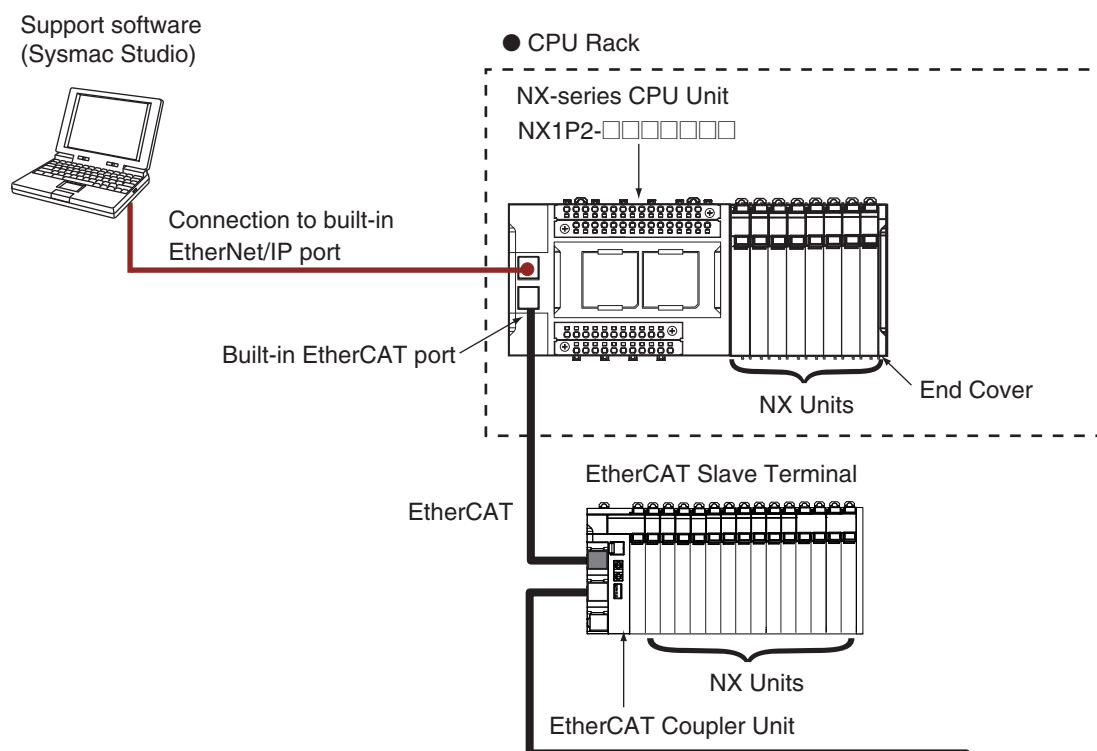 Support software
(Sysmac Studio)
● CPU Rack
NX-series CPU Unit
NX1P2-□□□□□□□
Connection to built-in
EtherNet/IP port
Built-in EtherCAT port
End Cover
NX Units
EtherCAT Slave Terminal
EtherCAT
NX Units
EtherCAT Coupler Unit